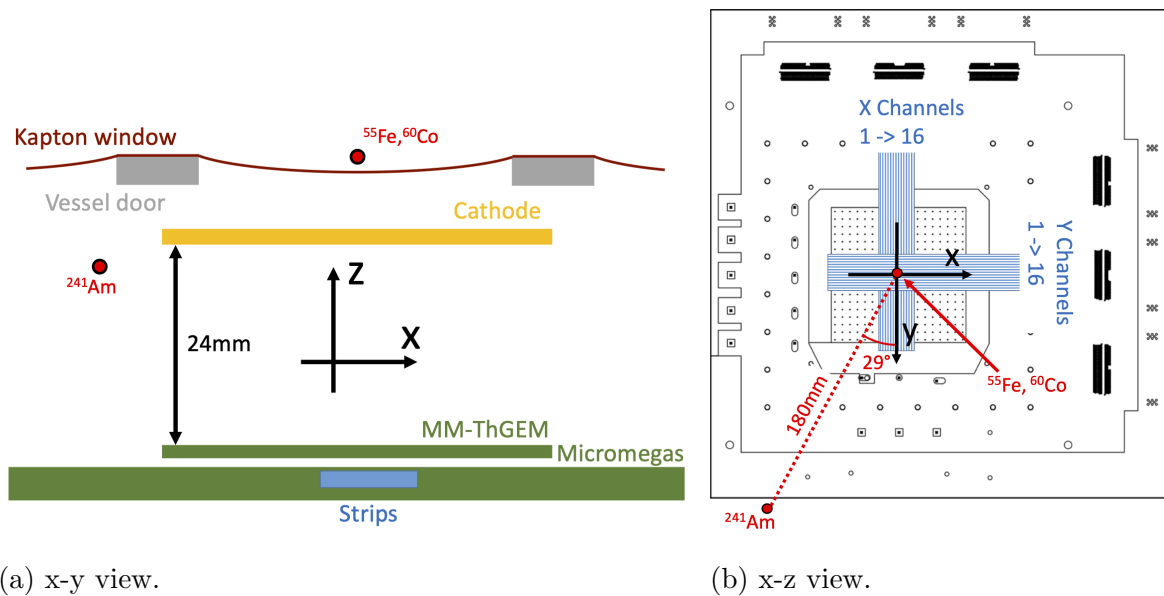 Kapton window
⁵⁵Fe,⁶⁰Co
Vessel door
Cathode
²⁴¹Am
Z
X
24mm
MM-ThGEM
Micromegas
Strips
(a) x-y view.
X Channels
1 -> 16
Y Channels
1 -> 16
x
y
29°
180mm
⁵⁵Fe, ⁶⁰Co
²⁴¹Am
(b) x-z view.